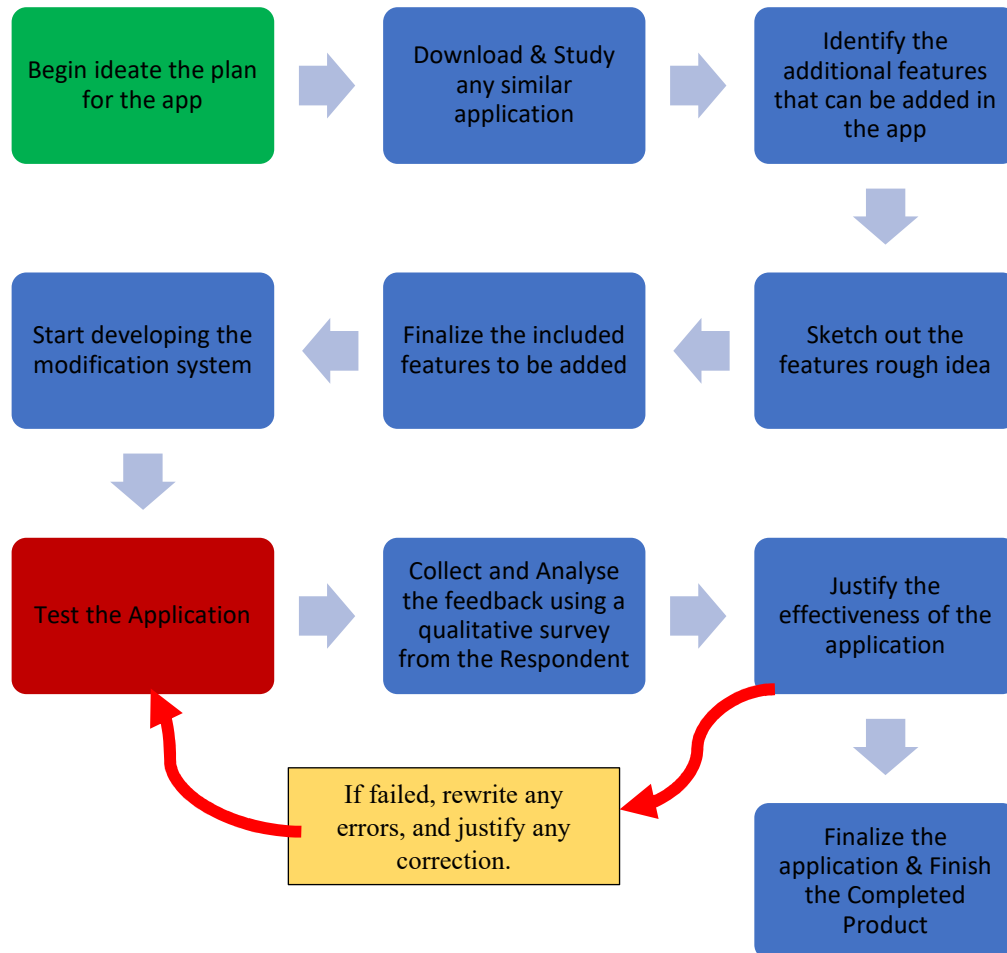 Begin ideate the plan
for the app
Download & Study
any similar
application
Identify the
additional features
that can be added in
the app
Start developing the
modification system
Finalize the included
features to be added
Sketch out the
features rough idea
Test the Application
Collect and Analyse
the feedback using a
qualitative survey
from the Respondent
Justify the
effectiveness of the
application
If failed, rewrite any
errors, and justify any
correction.
Finalize the
application & Finish
the Completed
Product